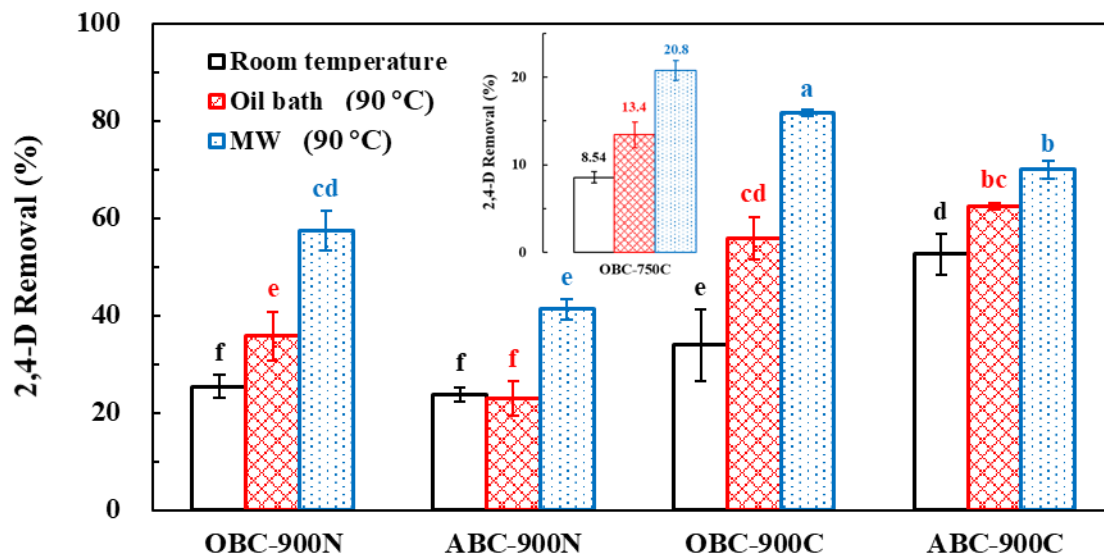 2,4-D Removal (%)
100
80
60
40
20
0
Room temperature
Oil bath (90 °C)
MW (90 °C)
2,4-D Removal (%)
20
10
0
8.54
13.4
20.8
OBC-750C
f
e
cd
f
f
e
e
cd
a
d
bc
b
OBC-900N
ABC-900N
OBC-900C
ABC-900C